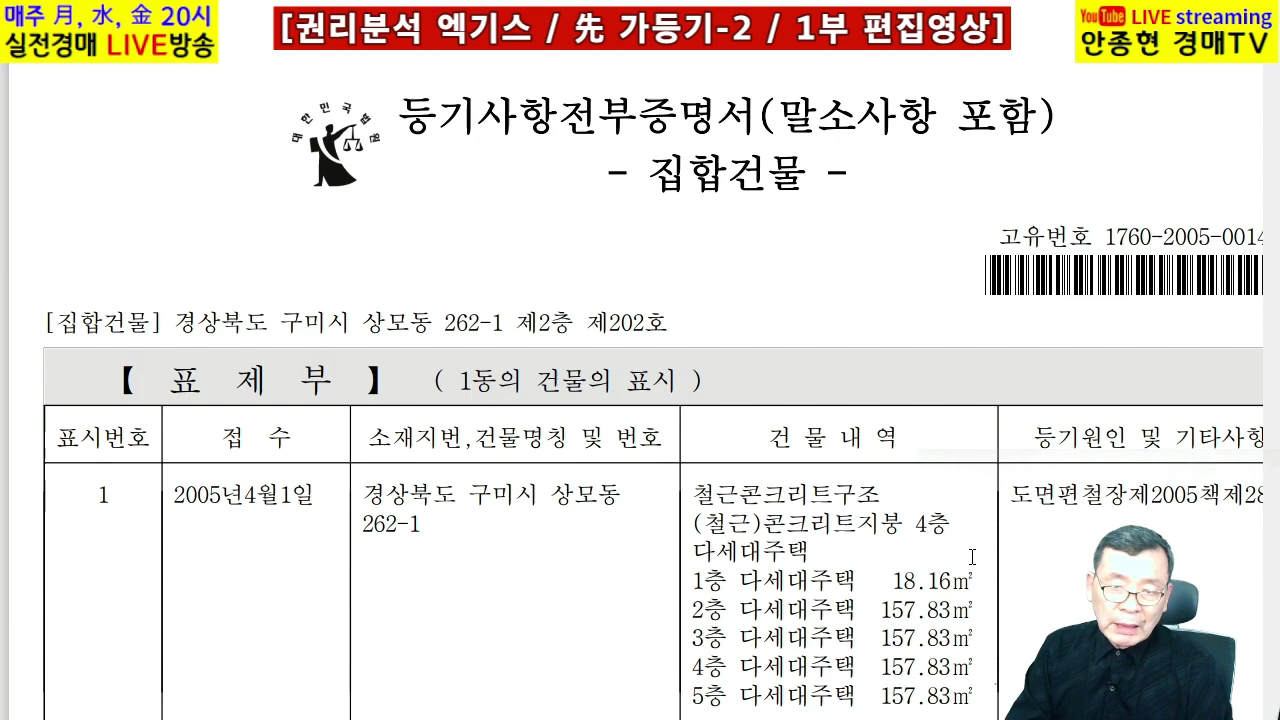 매주 月, 水, 金 20시
실전경매 LIVE방송
[권리분석 엑기스 / 先 가등기-2 / 1부 편집영상]
YouTube LIVE streaming
안종현 경매TV
대한민국법원
등기사항전부증명서(말소사항 포함)
- 집합건물 -
고유번호 1760-2005-0014
[집합건물] 경상북도 구미시 상모동 262-1 제2층 제202호
【 표 제 부 】 ( 1동의 건물의 표시 )
표시번호 접 수 소재지번,건물명칭 및 번호 건 물 내 역 등기원인 및 기타사항
1 2005년4월1일 경상북도 구미시 상모동 철근콘크리트구조 도면편철장제2005책제28
262-1 (철근)콘크리트지붕 4층
다세대주택
1층 다세대주택 18.16㎡
2층 다세대주택 157.83㎡
3층 다세대주택 157.83㎡
4층 다세대주택 157.83㎡
5층 다세대주택 157.83㎡